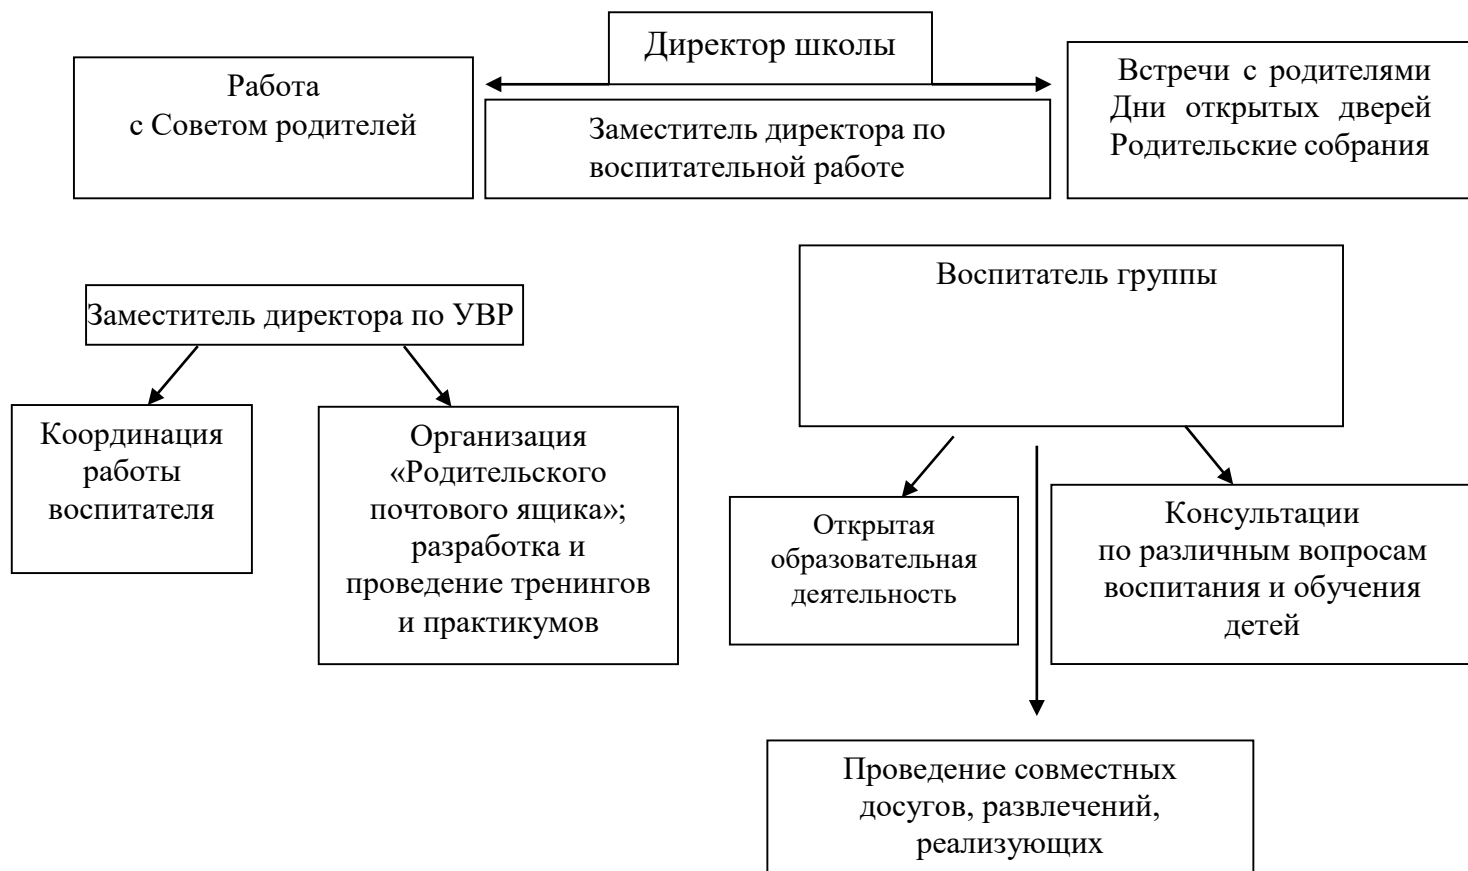 Директор школы
Работа
с Советом родителей
Заместитель директора по
воспитательной работе
Встречи с родителями
Дни открытых дверей
Родительские собрания
Воспитатель группы
Заместитель директора по УВР
Координация
работы
воспитателя
Организация
«Родительского
почтового ящика»;
разработка и
проведение тренингов
и практикумов
Открытая
образовательная
деятельность
Консультации
по различным вопросам
воспитания и обучения
детей
Проведение совместных
досугов, развлечений,
реализующих